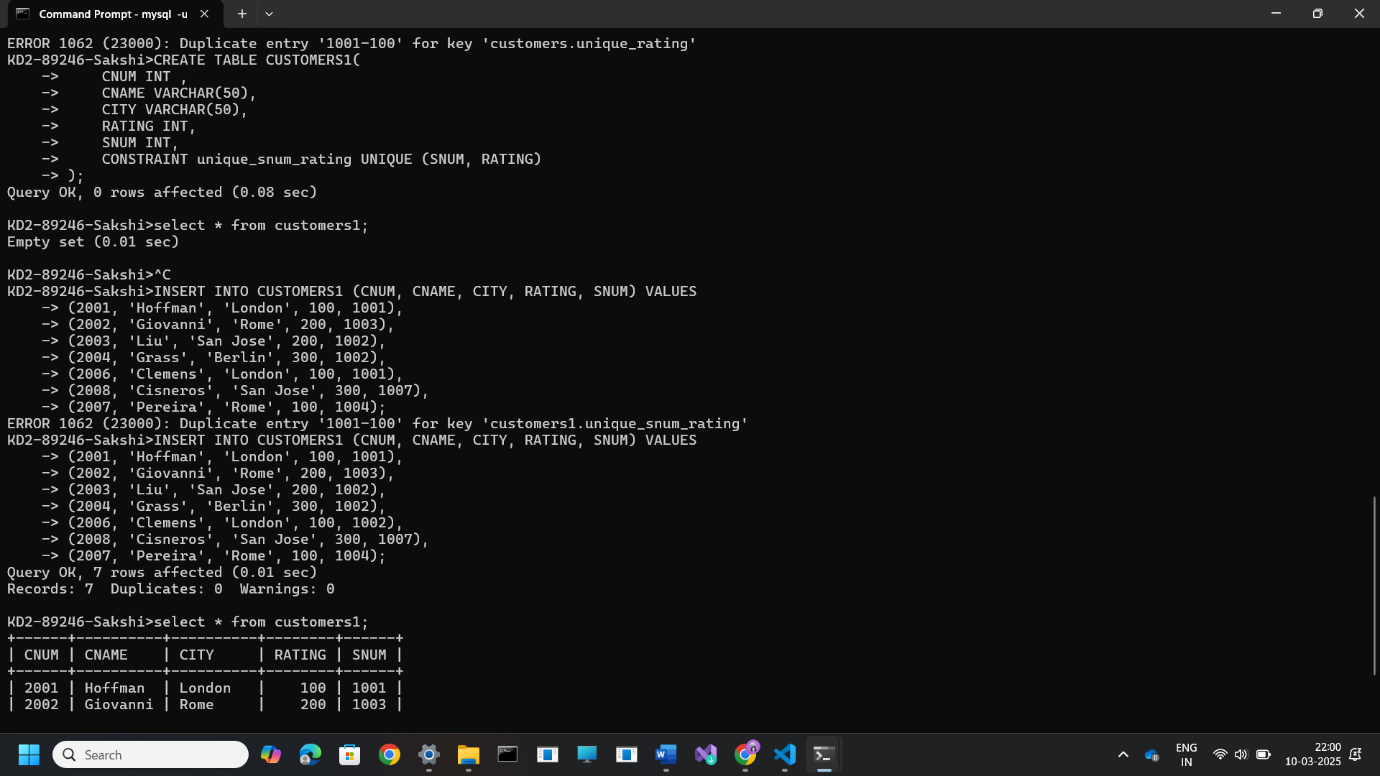 Command Prompt - mysql -u
ERROR 1062 (23000): Duplicate entry '1001-100' for key 'customers.unique_rating'
KD2-89246-Sakshi>CREATE TABLE CUSTOMERS1(
    ->     CNUM INT ,
    ->     CNAME VARCHAR(50),
    ->     CITY VARCHAR(50),
    ->     RATING INT,
    ->     SNUM INT,
    ->     CONSTRAINT unique_snum_rating UNIQUE (SNUM, RATING)
    -> );
Query OK, 0 rows affected (0.08 sec)
KD2-89246-Sakshi>select * from customers1;
Empty set (0.01 sec)
KD2-89246-Sakshi>^C
KD2-89246-Sakshi>INSERT INTO CUSTOMERS1 (CNUM, CNAME, CITY, RATING, SNUM) VALUES
    -> (2001, 'Hoffman', 'London', 100, 1001),
    -> (2002, 'Giovanni', 'Rome', 200, 1003),
    -> (2003, 'Liu', 'San Jose', 200, 1002),
    -> (2004, 'Grass', 'Berlin', 300, 1002),
    -> (2006, 'Clemens', 'London', 100, 1001),
    -> (2008, 'Cisneros', 'San Jose', 300, 1007),
    -> (2007, 'Pereira', 'Rome', 100, 1004);
ERROR 1062 (23000): Duplicate entry '1001-100' for key 'customers1.unique_snum_rating'
KD2-89246-Sakshi>INSERT INTO CUSTOMERS1 (CNUM, CNAME, CITY, RATING, SNUM) VALUES
    -> (2001, 'Hoffman', 'London', 100, 1001),
    -> (2002, 'Giovanni', 'Rome', 200, 1003),
    -> (2003, 'Liu', 'San Jose', 200, 1002),
    -> (2004, 'Grass', 'Berlin', 300, 1002),
    -> (2006, 'Clemens', 'London', 100, 1002),
    -> (2008, 'Cisneros', 'San Jose', 300, 1007),
    -> (2007, 'Pereira', 'Rome', 100, 1004);
Query OK, 7 rows affected (0.01 sec)
Records: 7  Duplicates: 0  Warnings: 0
KD2-89246-Sakshi>select * from customers1;
+------+----------+----------+--------+------+
| CNUM | CNAME    | CITY     | RATING | SNUM |
+------+----------+----------+--------+------+
| 2001 | Hoffman  | London   |    100 | 1001 |
| 2002 | Giovanni | Rome     |    200 | 1003 |
Search
ENG
IN
22:00
10-03-2025